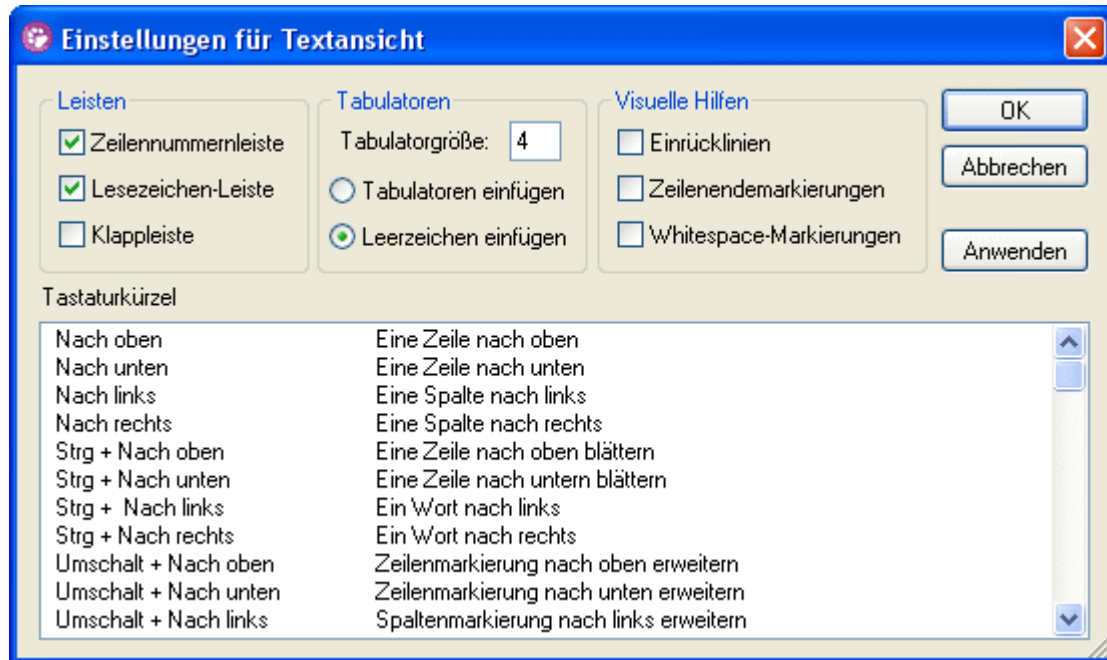 Einstellungen für Textansicht
Leisten
Zeilennummernleiste
Lesezeichen-Leiste
Klappleiste
Tabulatoren
Tabulatorgröße: 4
Tabulatoren einfügen
Leerzeichen einfügen
Visuelle Hilfen
Einrücklinien
Zeilenendemarkierungen
Whitespace-Markierungen
OK
Abbrechen
Anwenden
Tastaturkürzel
Nach oben Eine Zeile nach oben
Nach unten Eine Zeile nach unten
Nach links Eine Spalte nach links
Nach rechts Eine Spalte nach rechts
Strg + Nach oben Eine Zeile nach oben blättern
Strg + Nach unten Eine Zeile nach untern blättern
Strg +  Nach links Ein Wort nach links
Strg + Nach rechts Ein Wort nach rechts
Umschalt + Nach oben Zeilenmarkierung nach oben erweitern
Umschalt + Nach unten Zeilenmarkierung nach unten erweitern
Umschalt + Nach links Spaltenmarkierung nach links erweitern